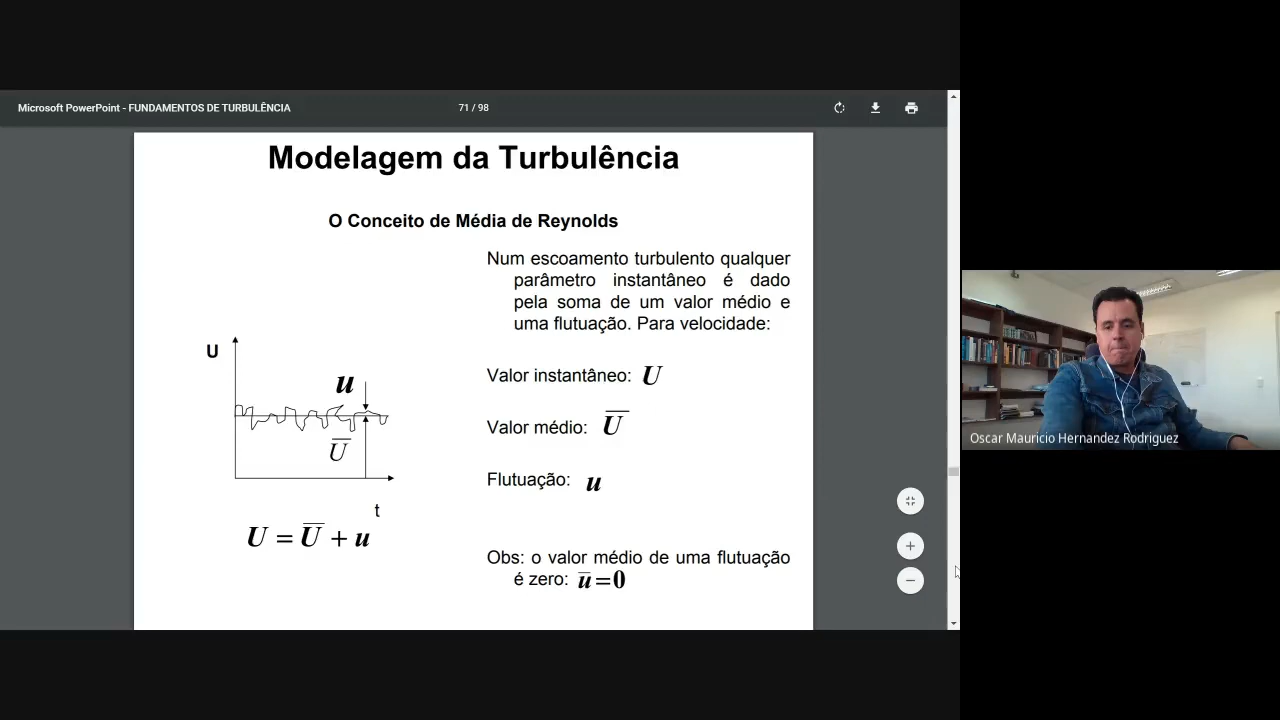 Microsoft PowerPoint - FUNDAMENTOS DE TURBULÊNCIA
71 / 98
Modelagem da Turbulência
O Conceito de Média de Reynolds
Num escoamento turbulento qualquer
parâmetro instantâneo é dado
pela soma de um valor médio e
uma flutuação. Para velocidade:
U
u
U̅
t
U = U̅ + u
Valor instantâneo: U
Valor médio: U̅
Flutuação: u
Obs: o valor médio de uma flutuação
é zero: u̅ = 0
Oscar Mauricio Hernandez Rodriguez